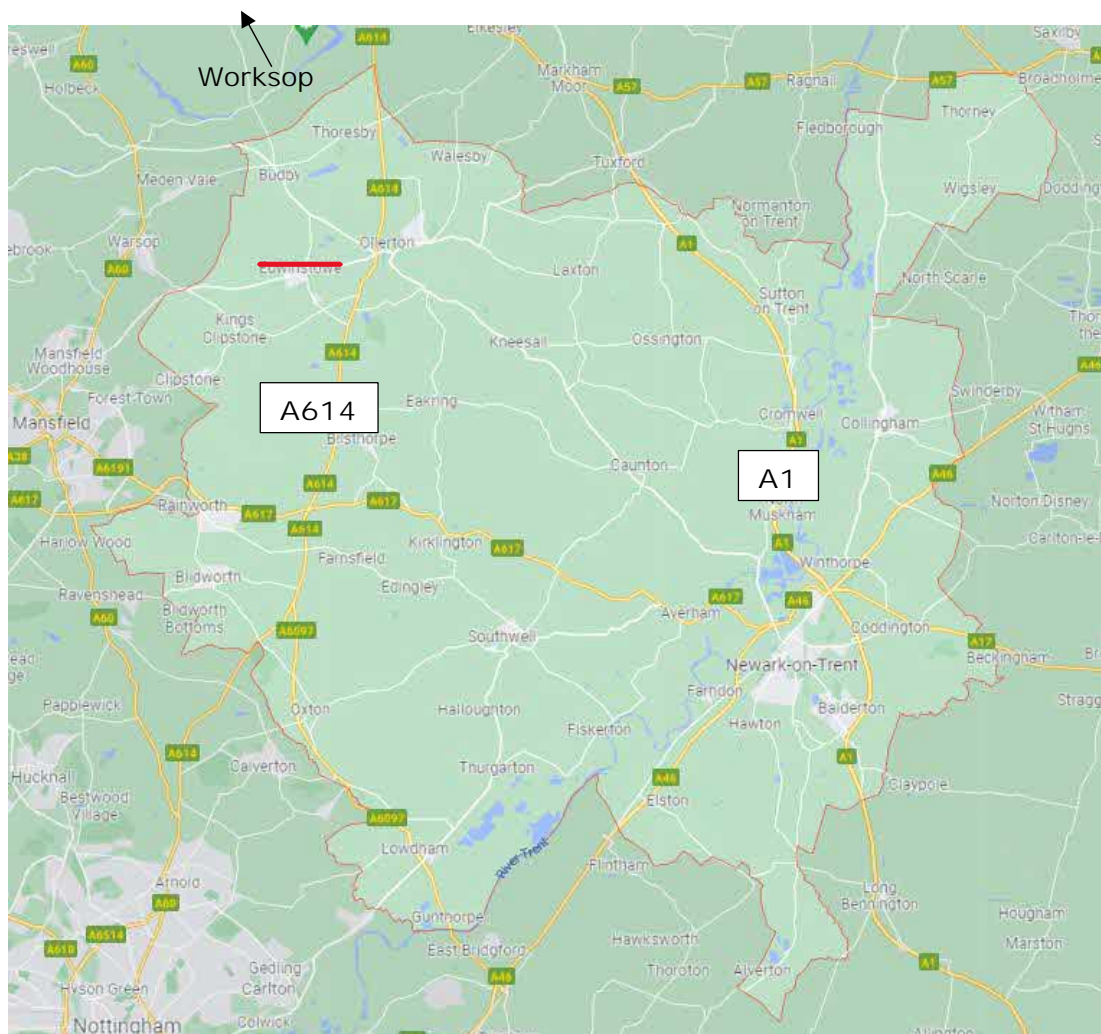 Worksop
A614
Elkesley
Saxilby
A60
Markham
Moor
A57
Ragnall
A57
Broadholme
Holbeck
Thoresby
Fledborough
Thorney
Walesby
Tuxford
Meden Vale
Budby
A614
Wigsley
Normanton
on Trent
Warsop
Ollerton
A1
A60
Edwinstowe
Laxton
North Scarle
Sutton
on Trent
Kings
Clipstone
Kneesall
Ossington
Mansfield
Woodhouse
A614
A46
Clipstone
Forest Town
Eakring
Swinderby
A614
Mansfield
Bilsthorpe
Cromwell
Collingham
Witham
St Hugns
A38
A6191
A1
Caunton
A1
A46
A617
Rainworth
A614
A617
Muskham
Norton Disney
A617
A614
Harlow Wood
Farnsfield
Kirklington
A617
A1
Winthorpe
Blidworth
Edingley
Ravenshead
A617
A46
Blidworth
Bottoms
Averham
A60
A6097
Southwell
Coddington
A17
Newark-on-Trent
Beckingham
Farndon
Papplewick
Oxton
Halloughton
Balderton
Hawton
Fiskerton
A614
Calverton
Thurgarton
A1
Hucknall
A46
Claypole
Bestwood
Village
Elston
A6097
Lowdham
River Trent
Flintham
Arnold
A60
Long
Bennington
Gunthorpe
Hougham
A610
A6514
East Bridgford
Hawksworth
Marston
Gedling
A46
Thoroton
Alverton
A1
Hyson Green
Carlton
Nottingham
Colwick